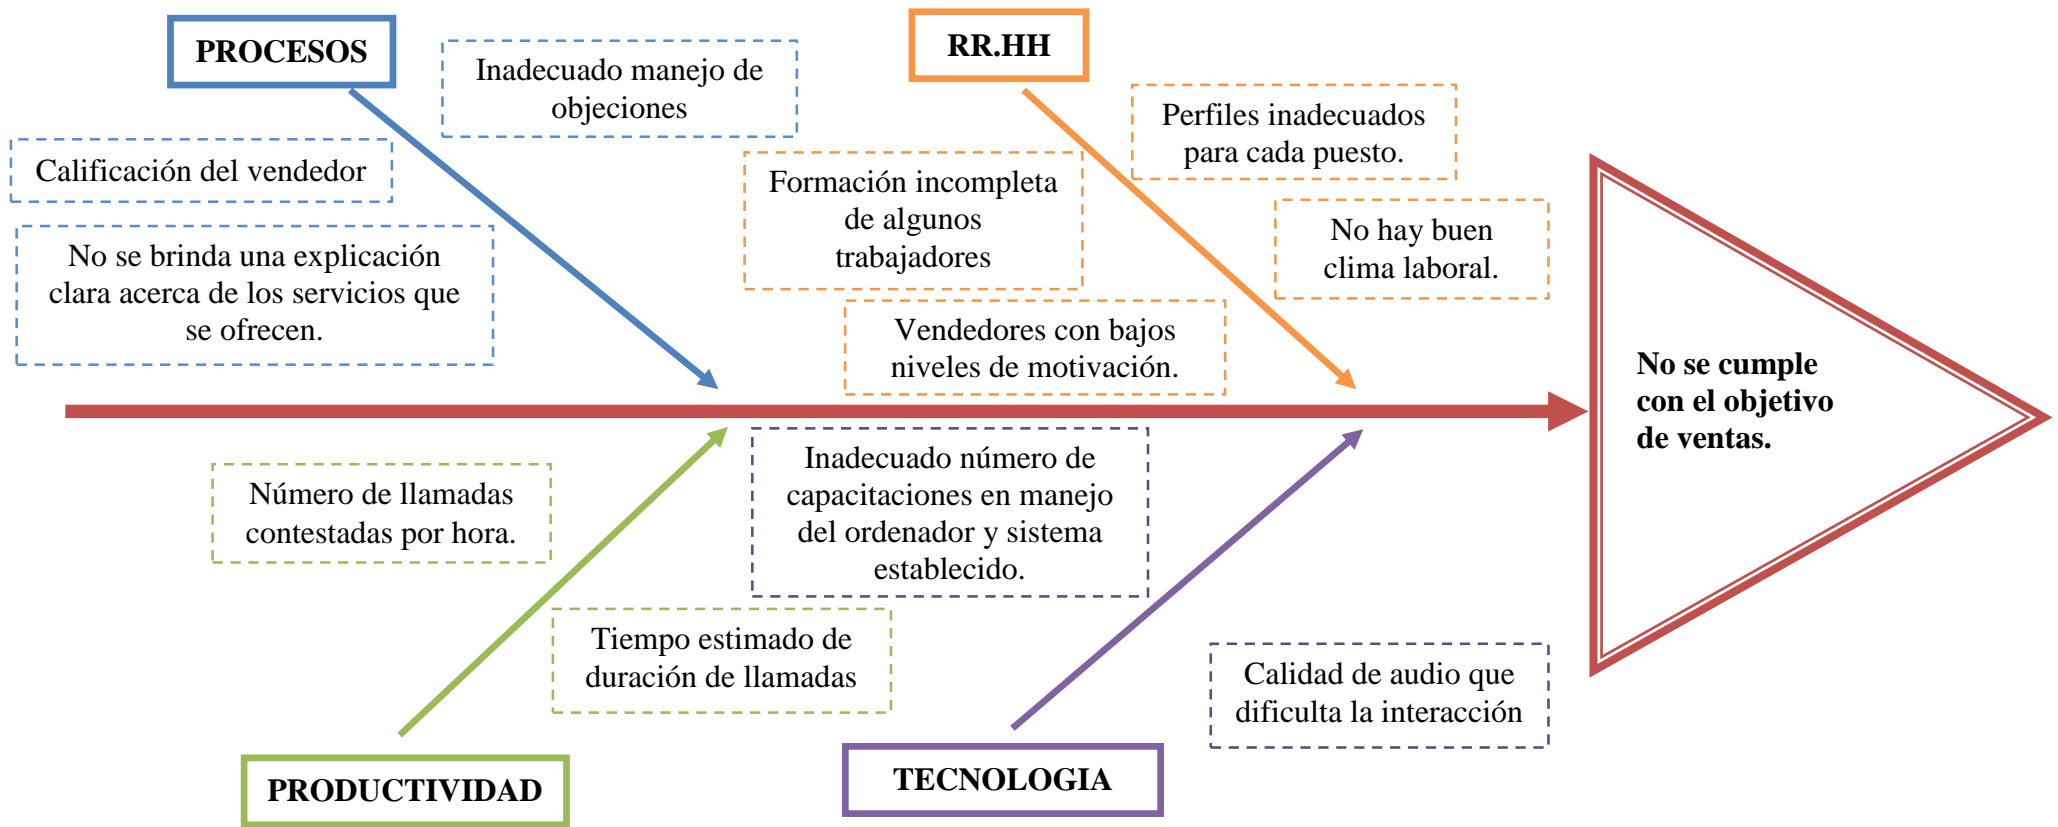 PROCESOS
Inadecuado manejo de
objeciones
Calificación del vendedor
No se brinda una explicación
clara acerca de los servicios que
se ofrecen.
RR.HH
Perfiles inadecuados
para cada puesto.
Formación incompleta
de algunos
trabajadores
No hay buen
clima laboral.
Vendedores con bajos
niveles de motivación.
No se cumple
con el objetivo
de ventas.
Número de llamadas
contestadas por hora.
Tiempo estimado de
duración de llamadas
PRODUCTIVIDAD
Inadecuado número de
capacitaciones en manejo
del ordenador y sistema
establecido.
Calidad de audio que
dificulta la interacción
TECNOLOGIA